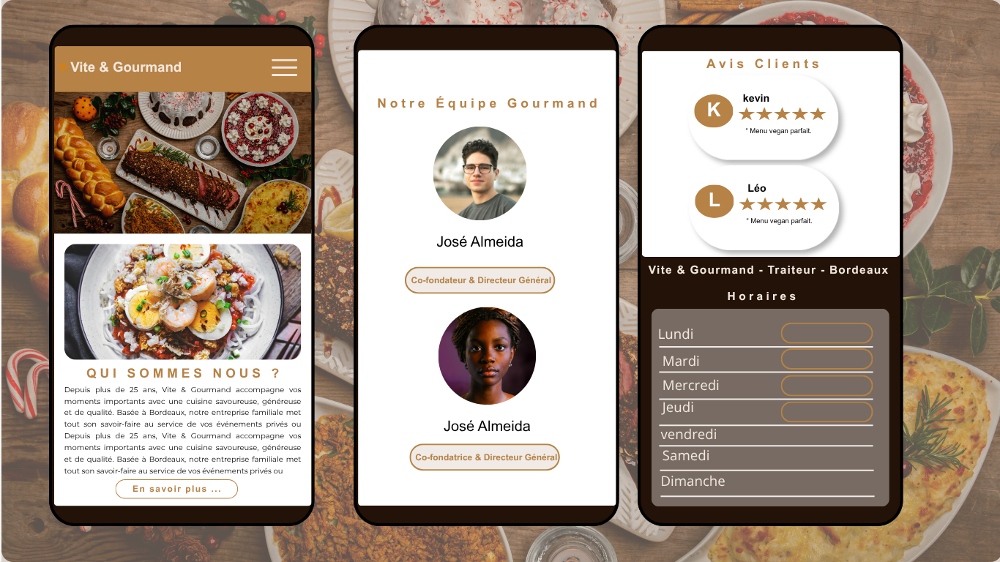 Vite & Gourmand
QUI SOMMES NOUS ?
Depuis plus de 25 ans, Vite & Gourmand accompagne vos
moments importants avec une cuisine savoureuse, généreuse
et de qualité. Basée à Bordeaux, notre entreprise familiale met
tout son savoir-faire au service de vos événements privés ou
Depuis plus de 25 ans, Vite & Gourmand accompagne vos
moments importants avec une cuisine savoureuse, généreuse
et de qualité. Basée à Bordeaux, notre entreprise familiale met
tout son savoir-faire au service de vos événements privés ou
En savoir plus ...
Notre Équipe Gourmand
José Almeida
Co-fondateur & Directeur Général
José Almeida
Co-fondatrice & Directeur Général
Avis Clients
K
kevin
" Menu vegan parfait.
L
Léo
" Menu vegan parfait.
Vite & Gourmand - Traiteur - Bordeaux
Horaires
Lundi
Mardi
Mercredi
Jeudi
vendredi
Samedi
Dimanche